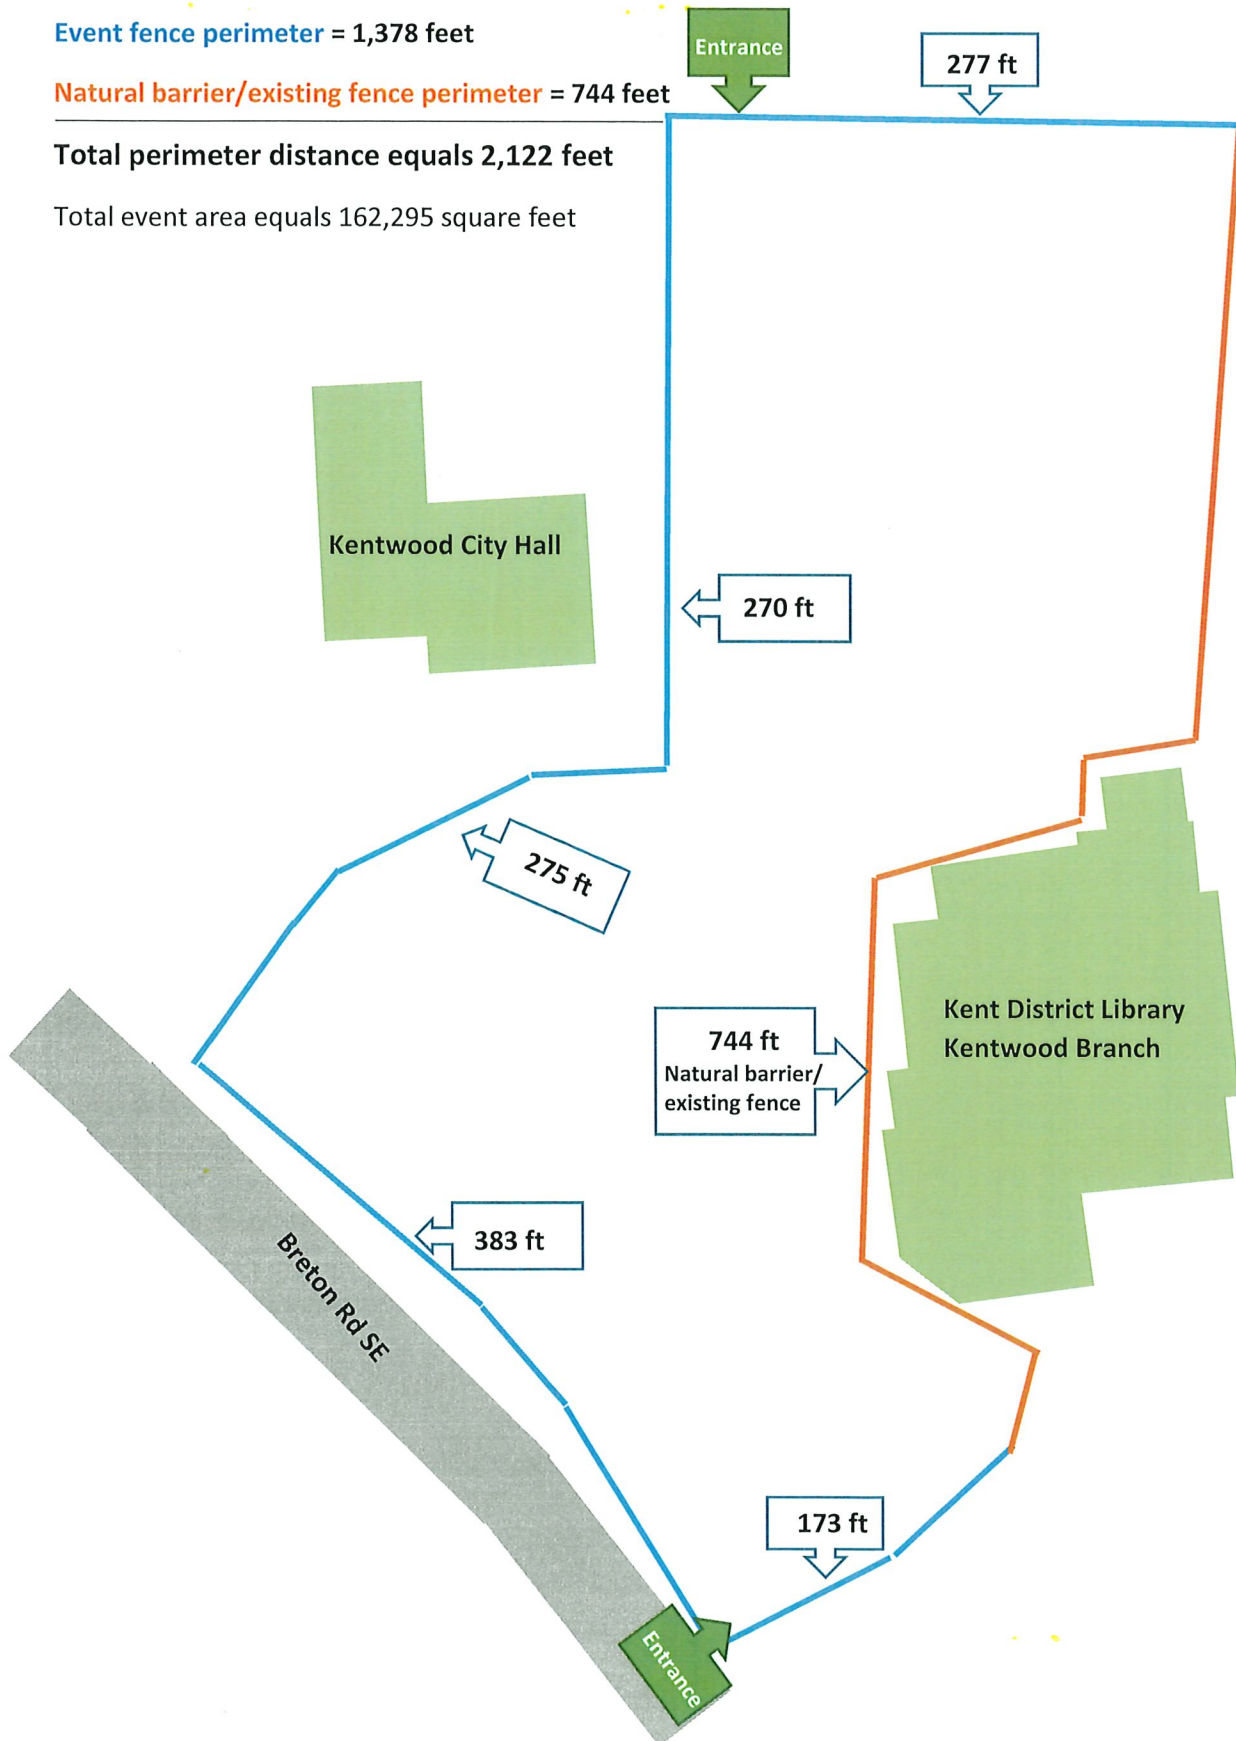 Event fence perimeter = 1,378 feet
Natural barrier/existing fence perimeter = 744 feet
Total perimeter distance equals 2,122 feet
Total event area equals 162,295 square feet
Entrance
277 ft
Kentwood City Hall
270 ft
275 ft
Kent District Library
Kentwood Branch
744 ft
Natural barrier/
existing fence
383 ft
Breton Rd SE
173 ft
Entrance